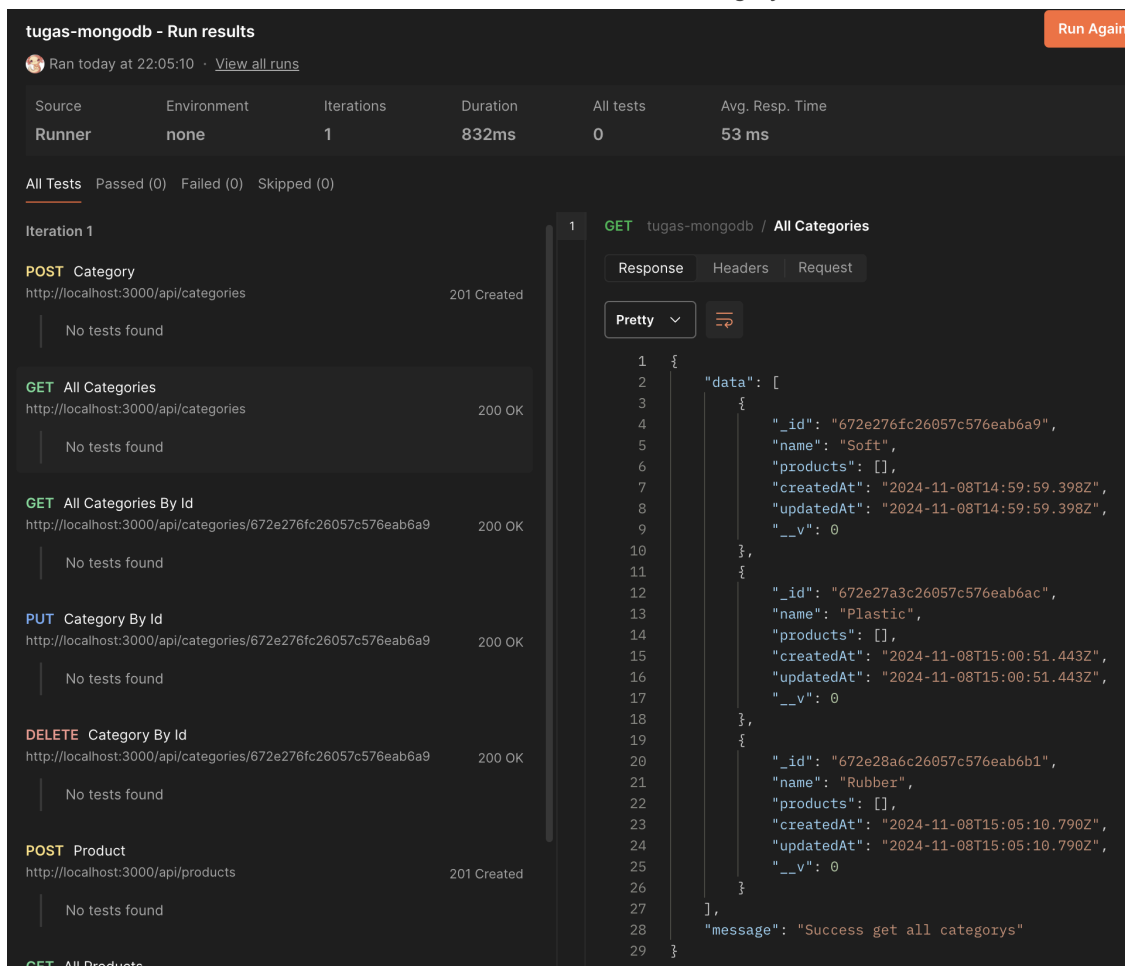 tugas-mongodb - Run results
Run Again
Ran today at 22:05:10 · View all runs
Source Environment Iterations Duration All tests Avg. Resp. Time
Runner none 1 832ms 0 53 ms
All Tests Passed (0) Failed (0) Skipped (0)
Iteration 1
POST Category
http://localhost:3000/api/categories 201 Created
No tests found
GET All Categories
http://localhost:3000/api/categories 200 OK
No tests found
GET All Categories By Id
http://localhost:3000/api/categories/672e276fc26057c576eab6a9 200 OK
No tests found
PUT Category By Id
http://localhost:3000/api/categories/672e276fc26057c576eab6a9 200 OK
No tests found
DELETE Category By Id
http://localhost:3000/api/categories/672e276fc26057c576eab6a9 200 OK
No tests found
POST Product
http://localhost:3000/api/products 201 Created
No tests found
GET All Products
1
GET tugas-mongodb / All Categories
Response Headers Request
Pretty
1 {
2 "data": [
3 {
4 "_id": "672e276fc26057c576eab6a9",
5 "name": "Soft",
6 "products": [],
7 "createdAt": "2024-11-08T14:59:59.398Z",
8 "updatedAt": "2024-11-08T14:59:59.398Z",
9 "__v": 0
10 },
11 {
12 "_id": "672e27a3c26057c576eab6ac",
13 "name": "Plastic",
14 "products": [],
15 "createdAt": "2024-11-08T15:00:51.443Z",
16 "updatedAt": "2024-11-08T15:00:51.443Z",
17 "__v": 0
18 },
19 {
20 "_id": "672e28a6c26057c576eab6b1",
21 "name": "Rubber",
22 "products": [],
23 "createdAt": "2024-11-08T15:05:10.790Z",
24 "updatedAt": "2024-11-08T15:05:10.790Z",
25 "__v": 0
26 }
27 ],
28 "message": "Success get all categorys"
29 }